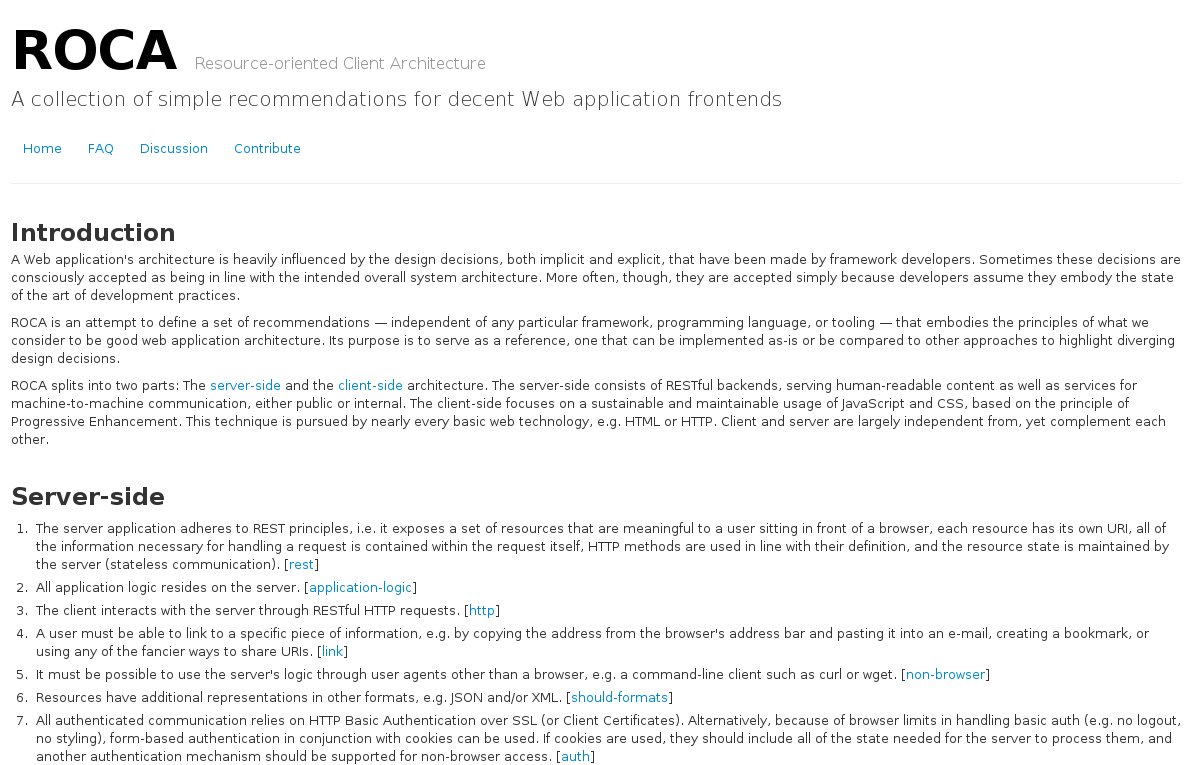 ROCA Resource-oriented Client Architecture
A collection of simple recommendations for decent Web application frontends
Home FAQ Discussion Contribute
Introduction
A Web application's architecture is heavily influenced by the design decisions, both implicit and explicit, that have been made by framework developers. Sometimes these decisions are
consciously accepted as being in line with the intended overall system architecture. More often, though, they are accepted simply because developers assume they embody the state
of the art of development practices.
ROCA is an attempt to define a set of recommendations — independent of any particular framework, programming language, or tooling — that embodies the principles of what we
consider to be good web application architecture. Its purpose is to serve as a reference, one that can be implemented as-is or be compared to other approaches to highlight diverging
design decisions.
ROCA splits into two parts: The server-side and the client-side architecture. The server-side consists of RESTful backends, serving human-readable content as well as services for
machine-to-machine communication, either public or internal. The client-side focuses on a sustainable and maintainable usage of JavaScript and CSS, based on the principle of
Progressive Enhancement. This technique is pursued by nearly every basic web technology, e.g. HTML or HTTP. Client and server are largely independent from, yet complement each
other.
Server-side
1. The server application adheres to REST principles, i.e. it exposes a set of resources that are meaningful to a user sitting in front of a browser, each resource has its own URI, all of
the information necessary for handling a request is contained within the request itself, HTTP methods are used in line with their definition, and the resource state is maintained by
the server (stateless communication). [rest]
2. All application logic resides on the server. [application-logic]
3. The client interacts with the server through RESTful HTTP requests. [http]
4. A user must be able to link to a specific piece of information, e.g. by copying the address from the browser's address bar and pasting it into an e-mail, creating a bookmark, or
using any of the fancier ways to share URIs. [link]
5. It must be possible to use the server's logic through user agents other than a browser, e.g. a command-line client such as curl or wget. [non-browser]
6. Resources have additional representations in other formats, e.g. JSON and/or XML. [should-formats]
7. All authenticated communication relies on HTTP Basic Authentication over SSL (or Client Certificates). Alternatively, because of browser limits in handling basic auth (e.g. no logout,
no styling), form-based authentication in conjunction with cookies can be used. If cookies are used, they should include all of the state needed for the server to process them, and
another authentication mechanism should be supported for non-browser access. [auth]